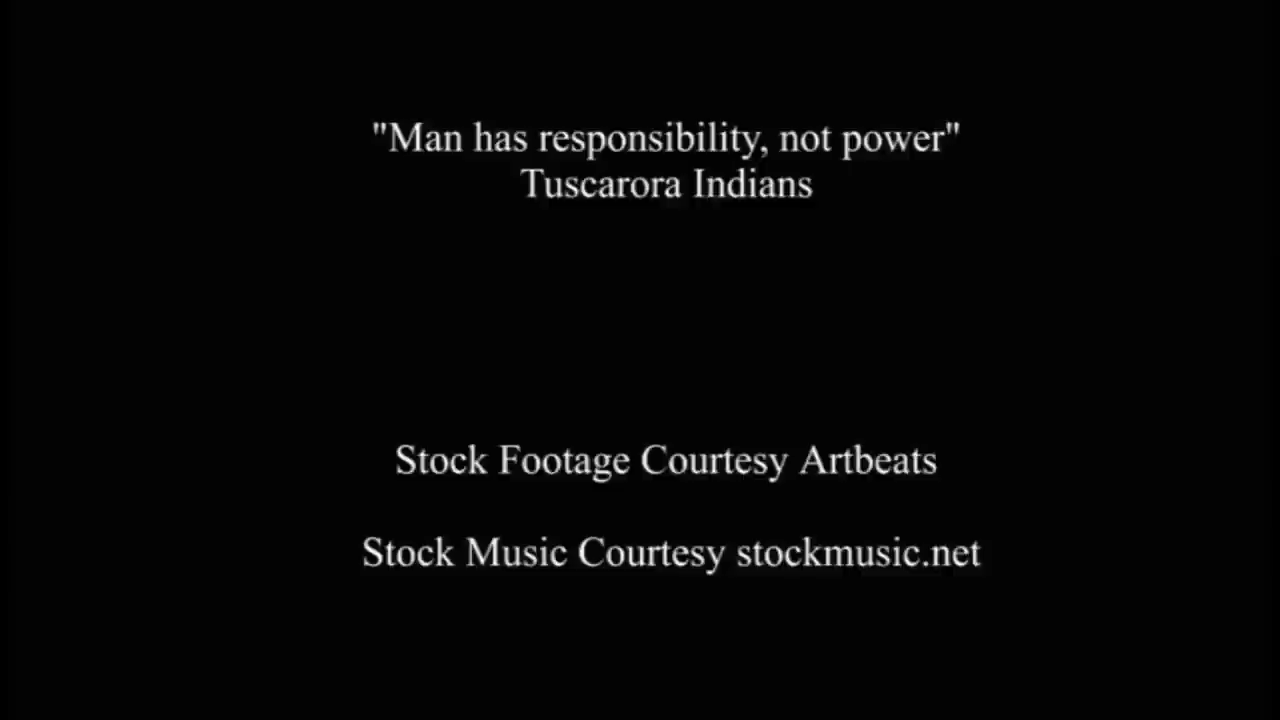 "Man has responsibility, not power"
Tuscarora Indians
Stock Footage Courtesy Artbeats
Stock Music Courtesy stockmusic.net